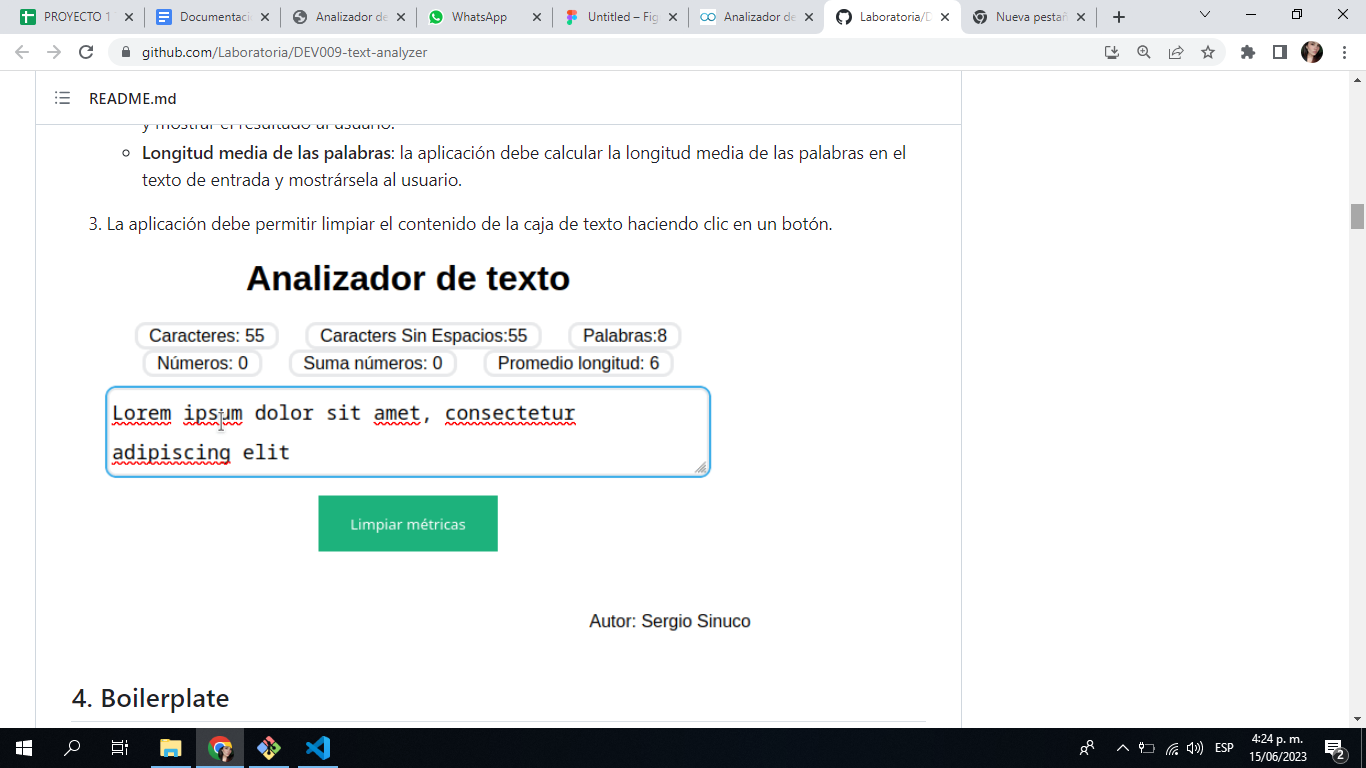 PROYECTO 1
Documentaci
Analizador de
WhatsApp
Untitled – Fig
Analizador de
Laboratoria/D
Nueva pestañ
github.com/Laboratoria/DEV009-text-analyzer
README.md
y mostrar el resultado al usuario.
Longitud media de las palabras: la aplicación debe calcular la longitud media de las palabras en el
texto de entrada y mostrársela al usuario.
3. La aplicación debe permitir limpiar el contenido de la caja de texto haciendo clic en un botón.
Analizador de texto
Caracteres: 55 Caracters Sin Espacios:55 Palabras:8
Números: 0 Suma números: 0 Promedio longitud: 6
Lorem ipsum dolor sit amet, consectetur
adipiscing elit
Limpiar métricas
Autor: Sergio Sinuco
4. Boilerplate
ESP
4:24 p. m.
15/06/2023
2